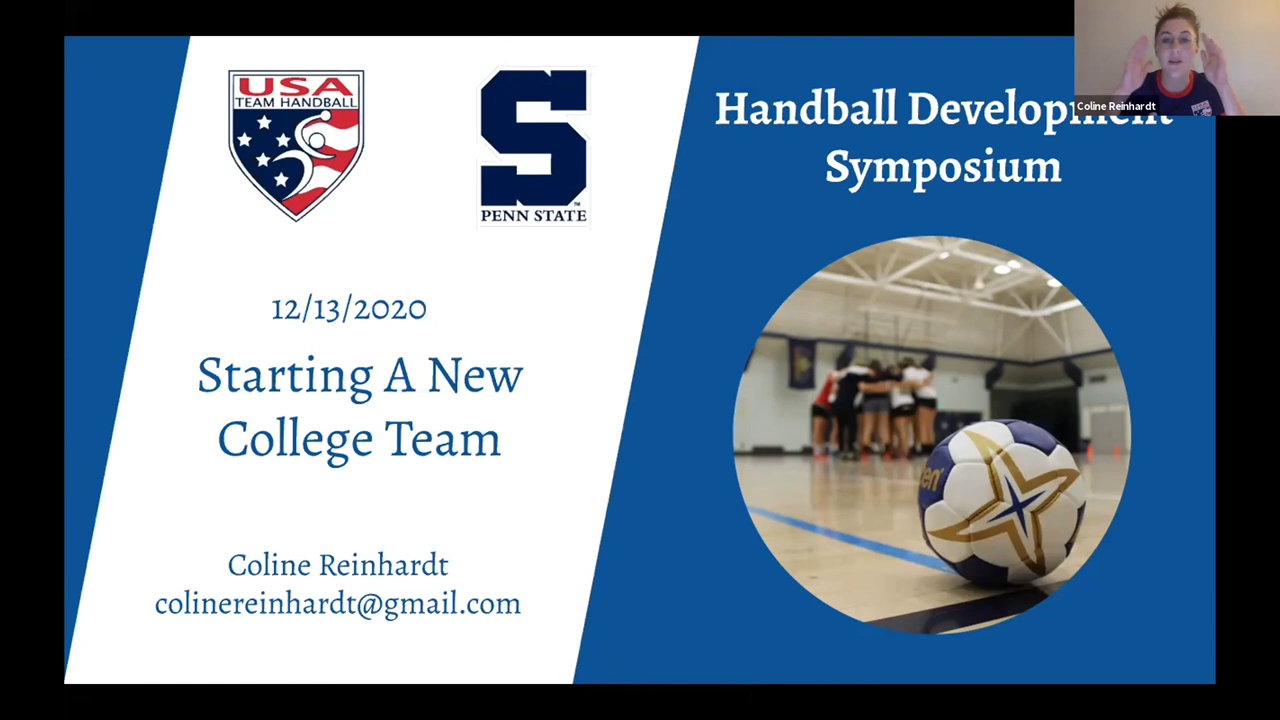 USA
TEAM HANDBALL
PENN STATE
12/13/2020
Starting A New
College Team
Coline Reinhardt
colinereinhardt@gmail.com
Handball Development
Symposium
Coline Reinhardt